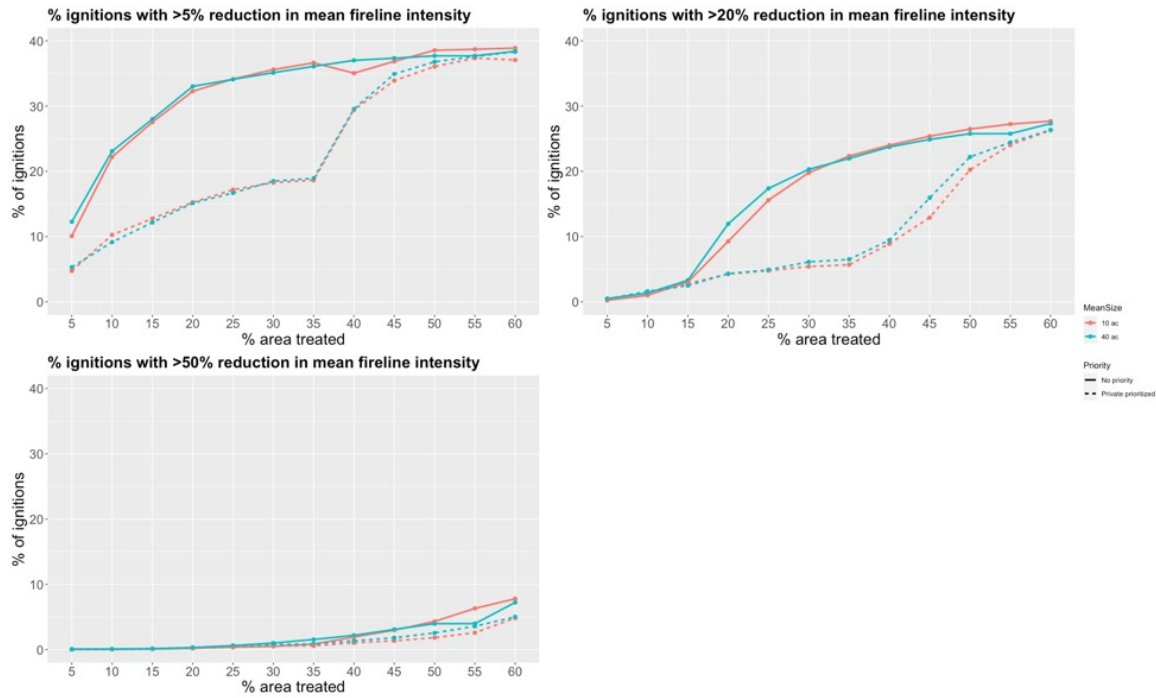 % ignitions with >5% reduction in mean fireline intensity
40
30
20
10
0
% of ignitions
5 10 15 20 25 30 35 40 45 50 55 60
% area treated
% ignitions with >20% reduction in mean fireline intensity
40
30
20
10
0
% of ignitions
5 10 15 20 25 30 35 40 45 50 55 60
% area treated
MeanSize
10 ac
40 ac
Priority
No priority
Private prioritized
% ignitions with >50% reduction in mean fireline intensity
40
30
20
10
0
% of ignitions
5 10 15 20 25 30 35 40 45 50 55 60
% area treated